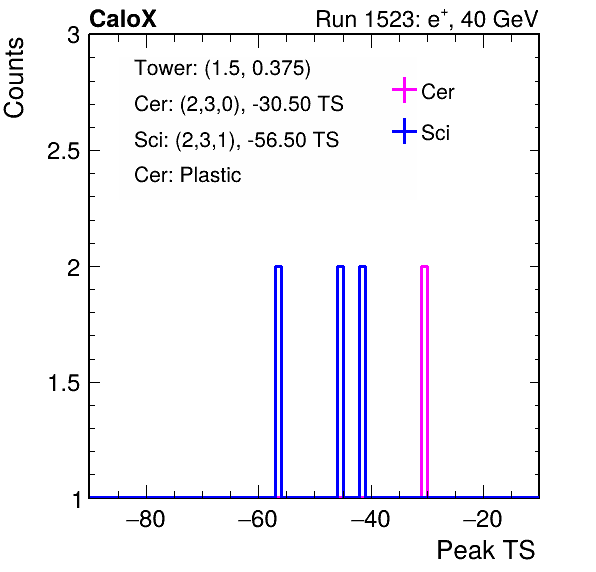 CaloX Run 1523: e+, 40 GeV
Counts
3
2.5
2
1.5
1
Tower: (1.5, 0.375)
Cer: (2,3,0), -30.50 TS
Sci: (2,3,1), -56.50 TS
Cer: Plastic
Cer
Sci
−80 −60 −40 −20
Peak TS